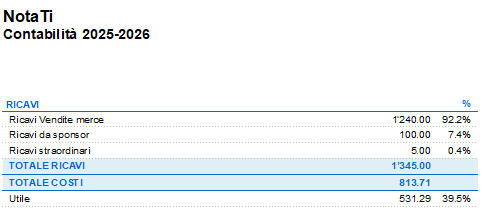 NotaTi
Contabilità 2025-2026
RICAVI %
Ricavi Vendite merce 1'240.00 92.2%
Ricavi da sponsor 100.00 7.4%
Ricavi straordinari 5.00 0.4%
TOTALE RICAVI 1'345.00
TOTALE COSTI 813.71
Utile 531.29 39.5%